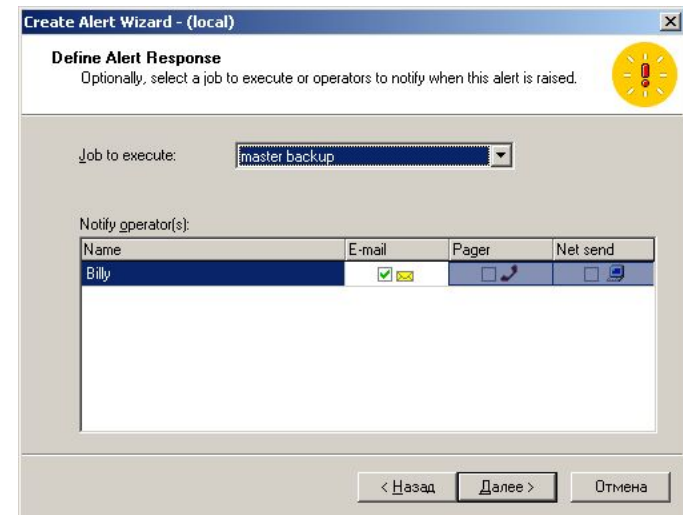 Create Alert Wizard - (local)
Define Alert Response
Optionally, select a job to execute or operators to notify when this alert is raised.
Job to execute: master backup
Notify operator(s):
Name E-mail Pager Net send
Billy
< Назад Далее > Отмена